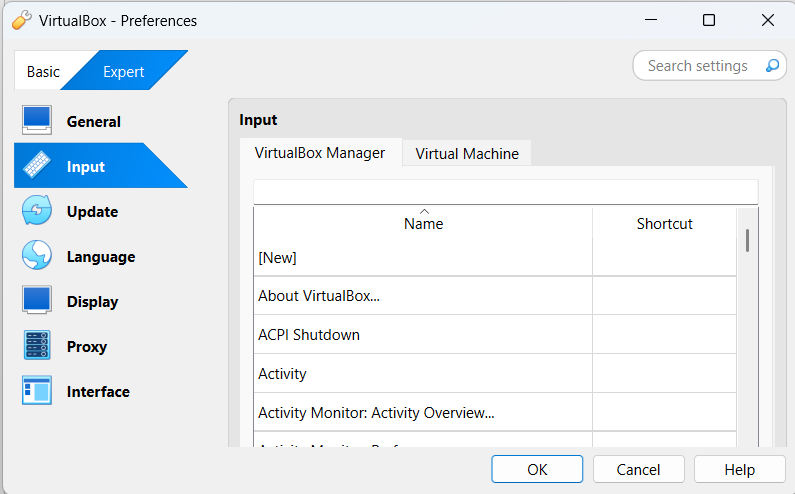 VirtualBox - Preferences
Basic
Expert
Search settings
General
Input
Update
Language
Display
Proxy
Interface
Input
VirtualBox Manager
Virtual Machine
Name
Shortcut
[New]
About VirtualBox...
ACPI Shutdown
Activity
Activity Monitor: Activity Overview...
OK
Cancel
Help